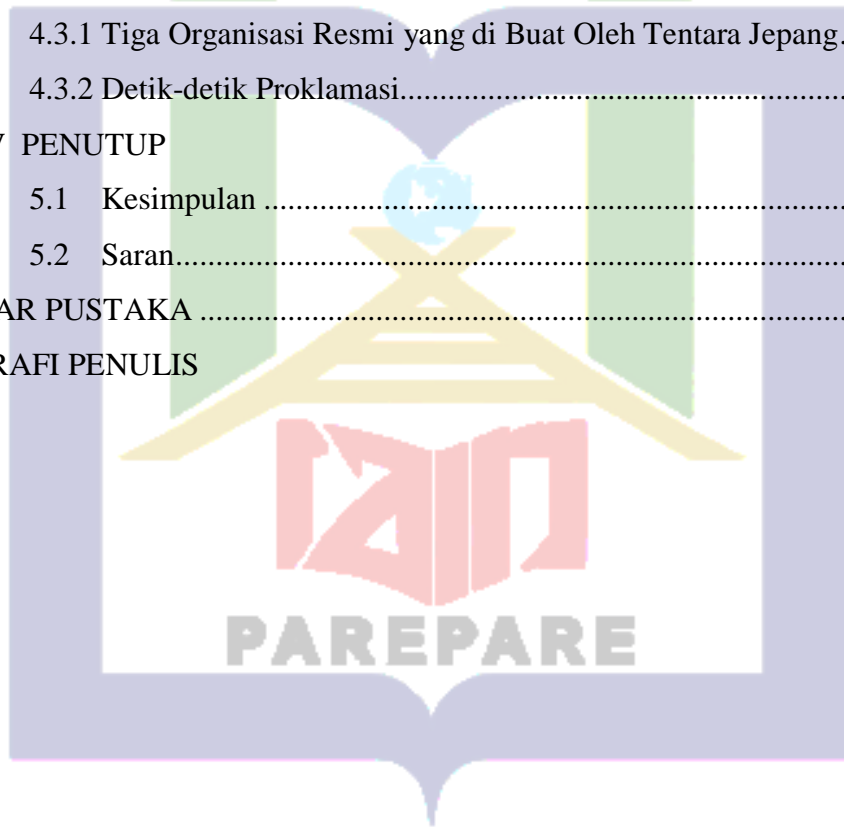 4.3.1 Tiga Organisasi Resmi yang di Buat Oleh Tentara Jepang.
4.3.2 Detik-detik Proklamasi..........................................................
PENUTUP
5.1 Kesimpulan ..........................................................................
5.2 Saran.....................................................................................
AR PUSTAKA ..................................................................................
RAFI PENULIS
iain
PAREPARE